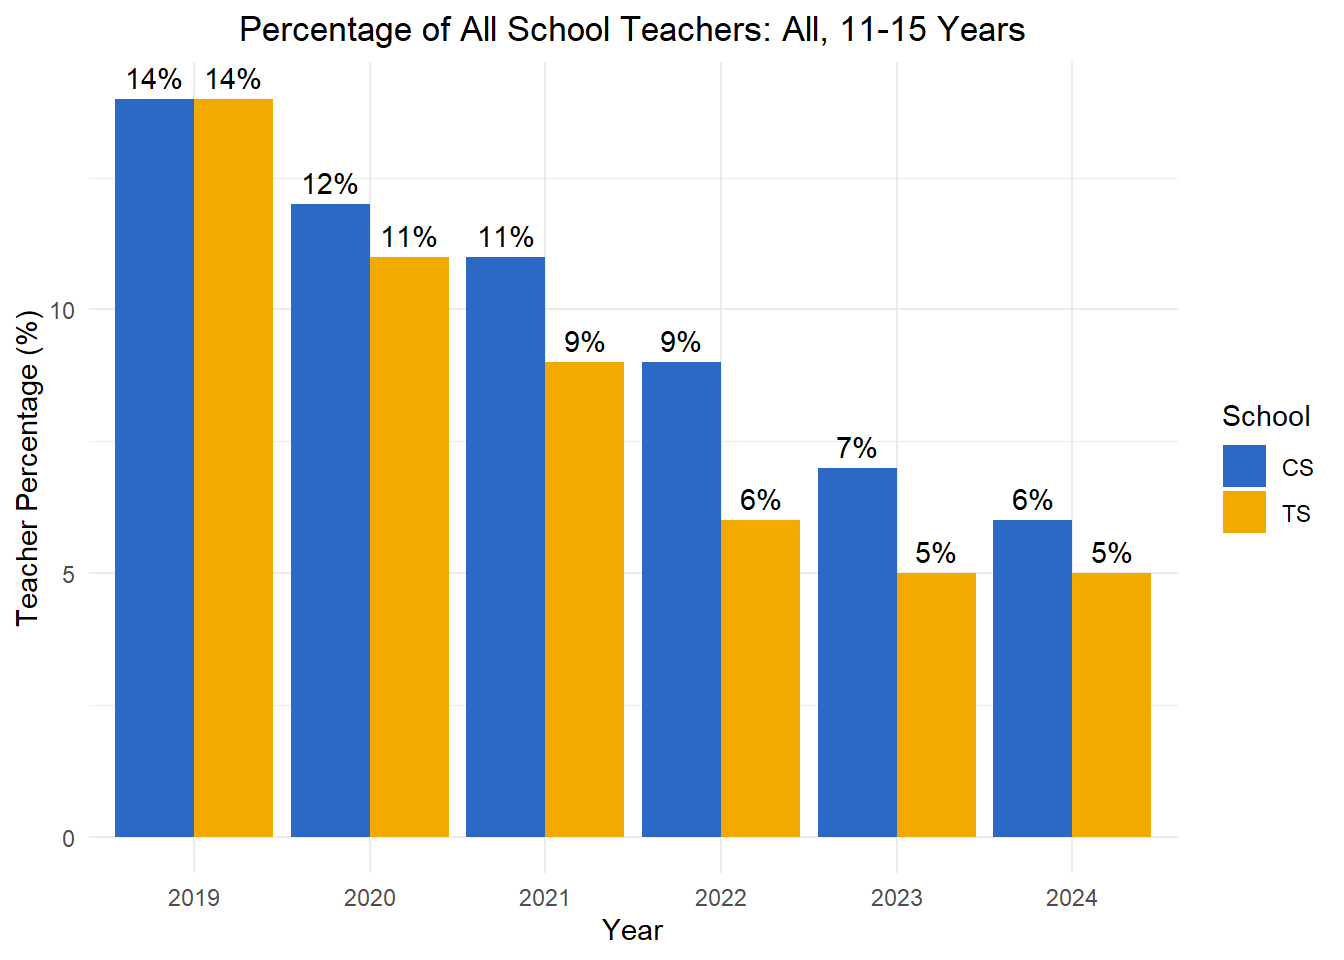 Percentage of All School Teachers: All, 11-15 Years
14% 14%
12%
11% 11%
9% 9%
7%
6% 6%
5% 5%
10
5
0
Teacher Percentage (%)
2019 2020 2021 2022 2023 2024
Year
School
CS
TS